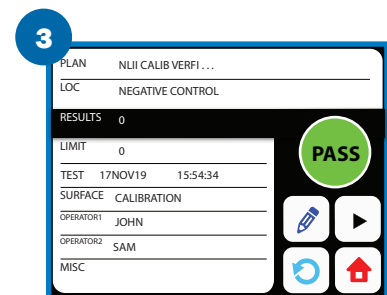 3
PLAN NLII CALIB VERFI . . .
LOC NEGATIVE CONTROL
RESULTS 0
LIMIT 0
PASS
TEST 17NOV19 15:54:34
SURFACE CALIBRATION
OPERATOR1 JOHN
OPERATOR2 SAM
MISC